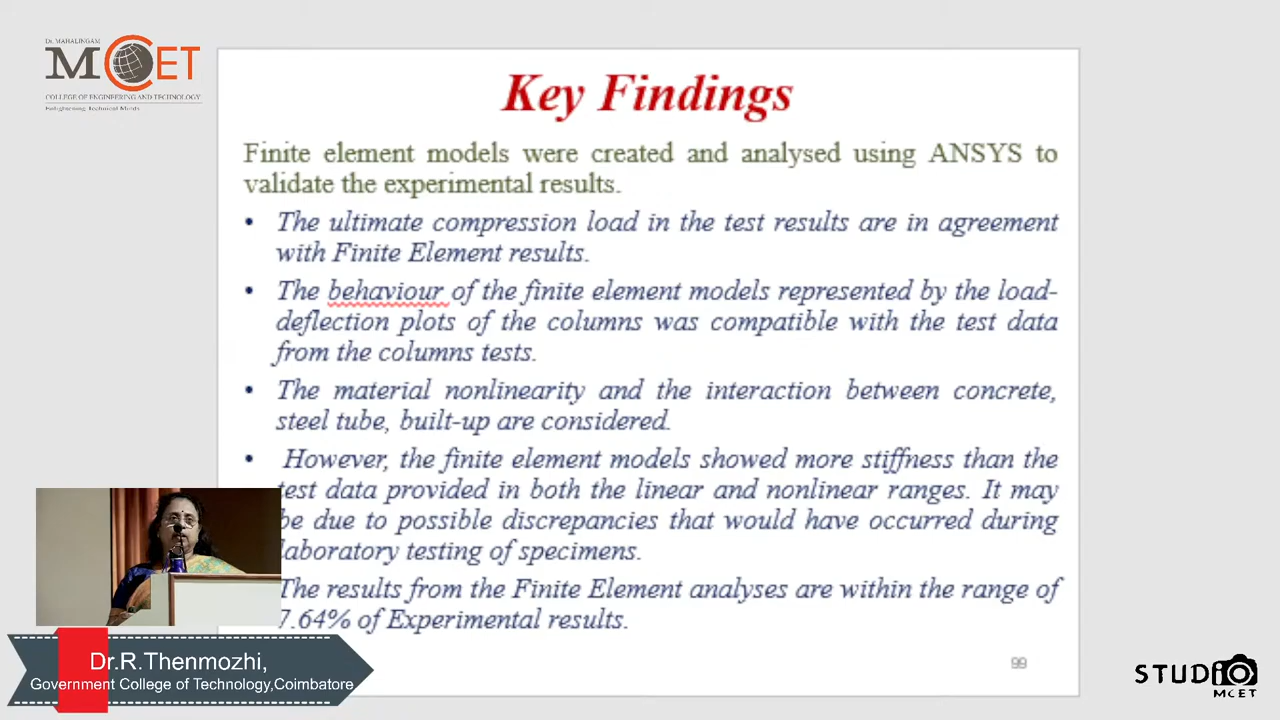 Dr. MAHALINGAM
MCET
COLLEGE OF ENGINEERING AND TECHNOLOGY
Enlightening Technical Minds
Key Findings
Finite element models were created and analysed using ANSYS to
validate the experimental results.
• The ultimate compression load in the test results are in agreement
with Finite Element results.
• The behaviour of the finite element models represented by the load-
deflection plots of the columns was compatible with the test data
from the columns tests.
• The material nonlinearity and the interaction between concrete,
steel tube, built-up are considered.
• However, the finite element models showed more stiffness than the
test data provided in both the linear and nonlinear ranges. It may
be due to possible discrepancies that would have occurred during
laboratory testing of specimens.
The results from the Finite Element analyses are within the range of
7.64% of Experimental results.
99
Dr.R.Thenmozhi,
Government College of Technology,Coimbatore
STUDIO
MCET